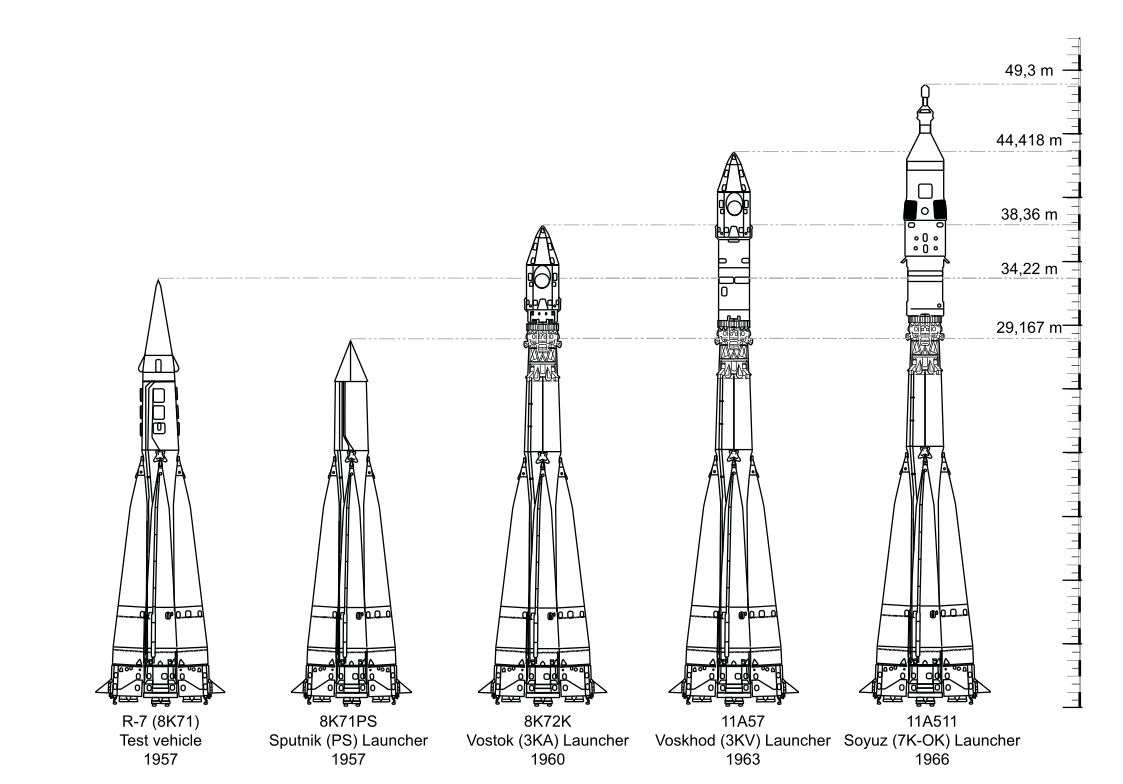 49,3 m
44,418 m
38,36 m
34,22 m
29,167 m
R-7 (8K71)
Test vehicle
1957
8K71PS
Sputnik (PS) Launcher
1957
8K72K
Vostok (3KA) Launcher
1960
11A57
Voskhod (3KV) Launcher
1963
11A511
Soyuz (7K-OK) Launcher
1966